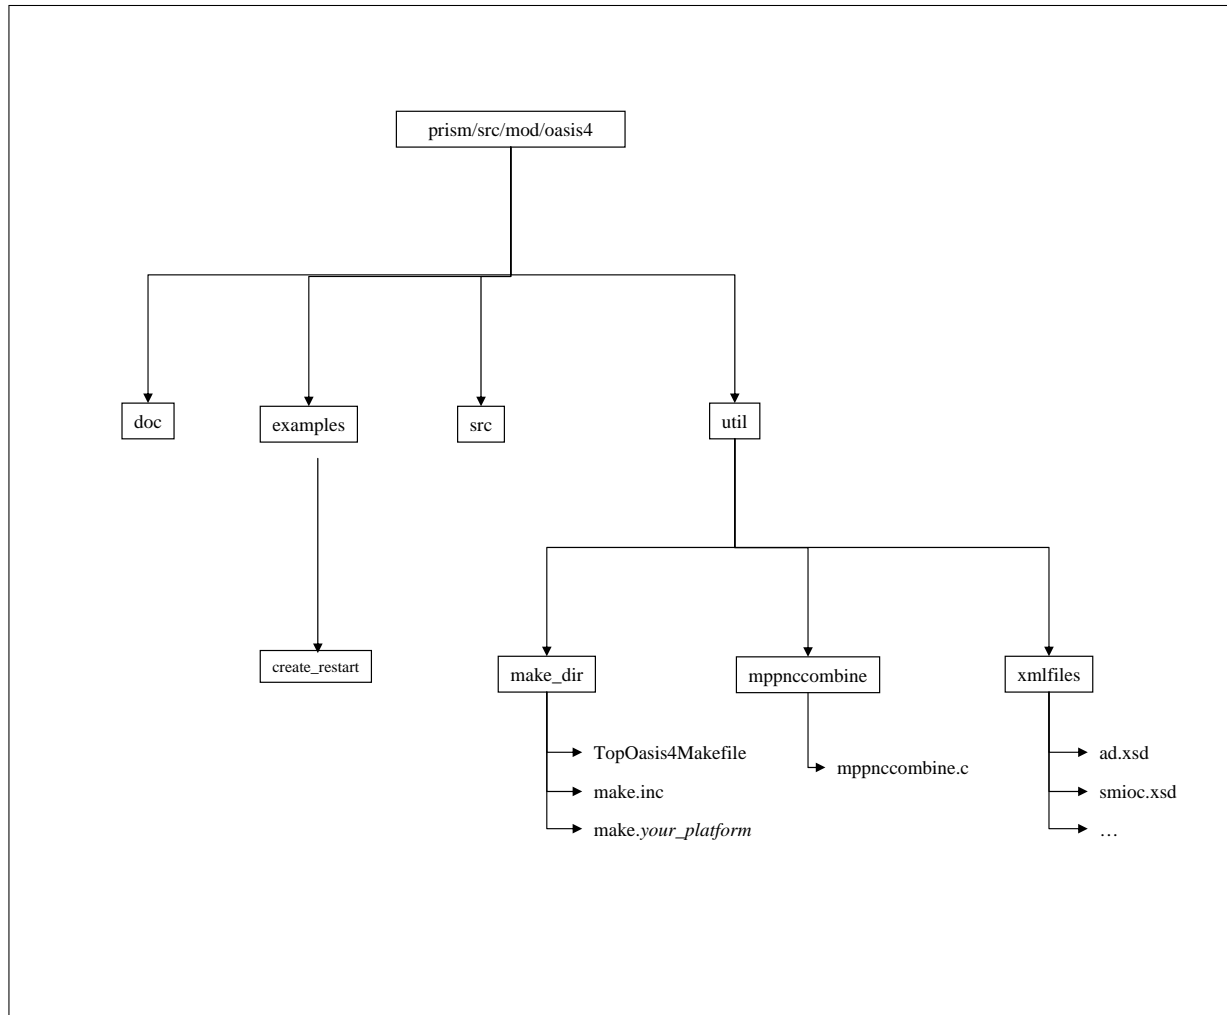 prism/src/mod/oasis4
doc
examples
src
util
create_restart
make_dir
mppnccombine
xmlfiles
TopOasis4Makefile
make.inc
make.your_platform
mppnccombine.c
ad.xsd
smioc.xsd
…